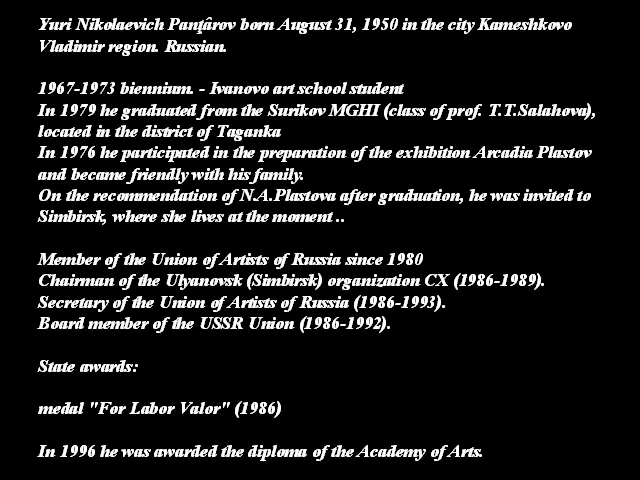 Yuri Nikolaevich Panţârov born August 31, 1950 in the city Kameshkovo
Vladimir region. Russian.
1967-1973 biennium. - Ivanovo art school student
In 1979 he graduated from the Surikov MGHI (class of prof. T.T.Salahova),
located in the district of Taganka
In 1976 he participated in the preparation of the exhibition Arcadia Plastov
and became friendly with his family.
On the recommendation of N.A.Plastova after graduation, he was invited to
Simbirsk, where she lives at the moment ..
Member of the Union of Artists of Russia since 1980
Chairman of the Ulyanovsk (Simbirsk) organization CX (1986-1989).
Secretary of the Union of Artists of Russia (1986-1993).
Board member of the USSR Union (1986-1992).
State awards:
medal "For Labor Valor" (1986)
In 1996 he was awarded the diploma of the Academy of Arts.